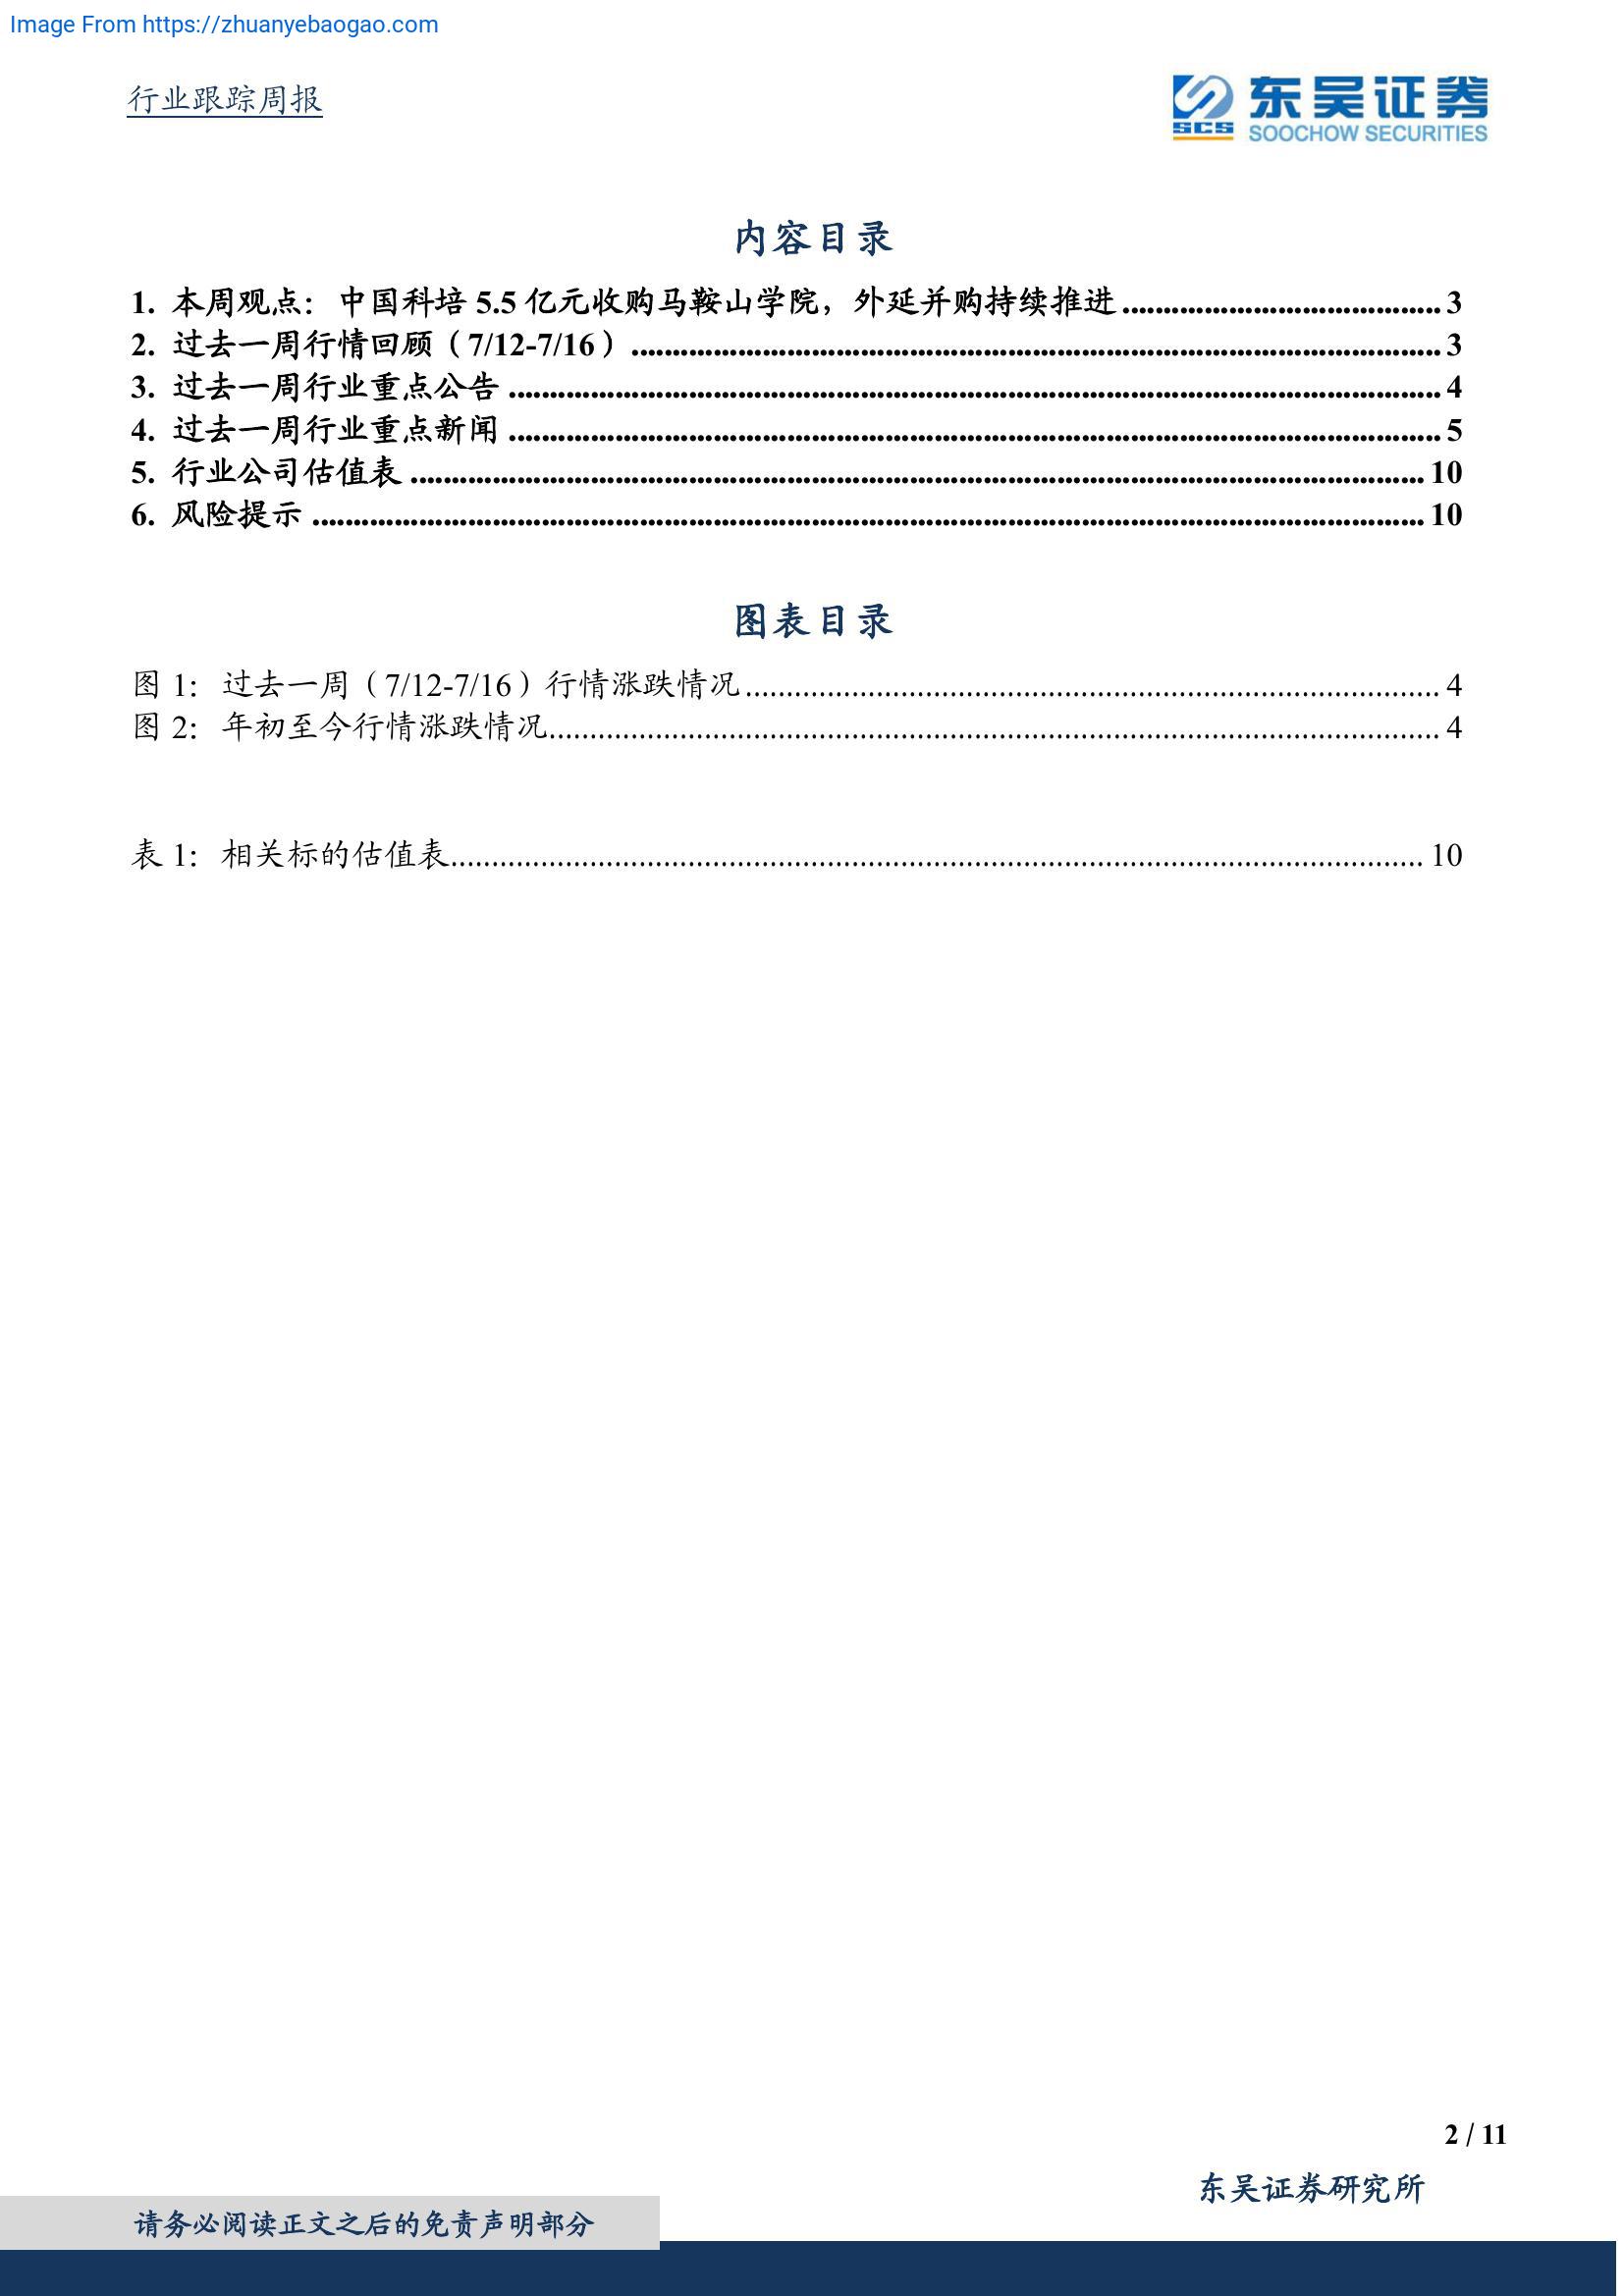 Image From https://zhuanyebaogao.com
行业跟踪周报
东吴证券
SCS
SOOCHOW SECURITIES
内容目录
1. 本周观点：中国科培 5.5 亿元收购马鞍山学院，外延并购持续推进 3
2. 过去一周行情回顾（7/12-7/16） 3
3. 过去一周行业重点公告 4
4. 过去一周行业重点新闻 5
5. 行业公司估值表 10
6. 风险提示 10
图表目录
图 1：过去一周（7/12-7/16）行情涨跌情况 4
图 2：年初至今行情涨跌情况 4
表 1：相关标的估值表 10
2 / 11
东吴证券研究所
请务必阅读正文之后的免责声明部分